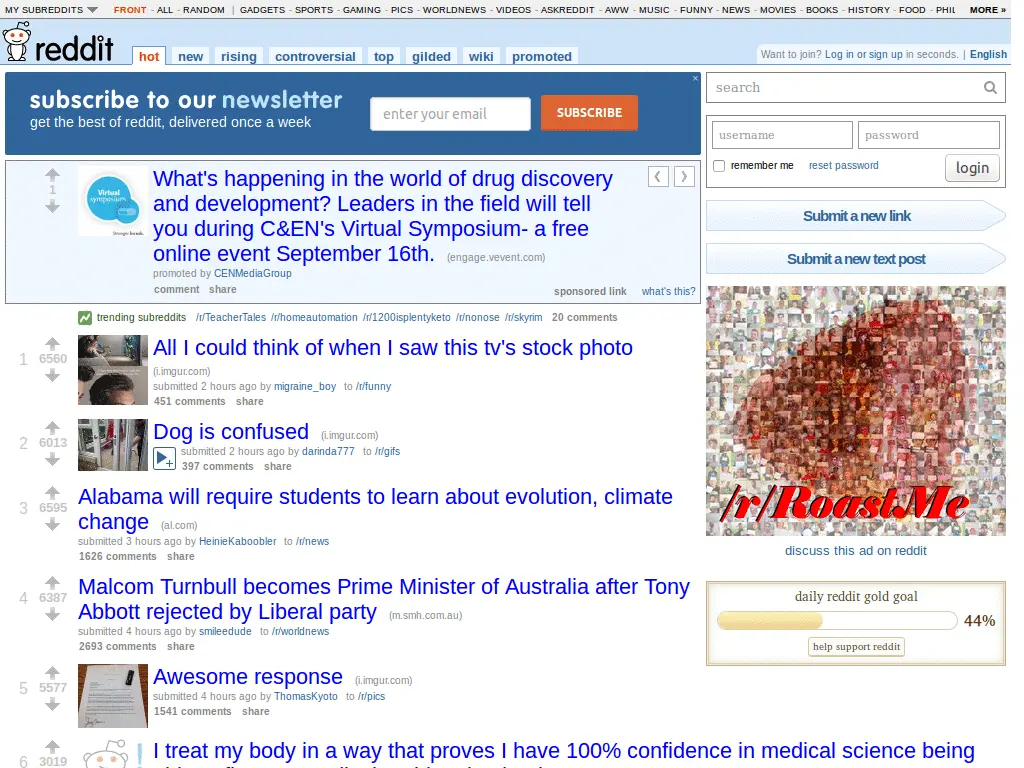 MY SUBREDDITS FRONT - ALL - RANDOM | GADGETS - SPORTS - GAMING - PICS - WORLDNEWS - VIDEOS - ASKREDDIT - AWW - MUSIC - FUNNY - NEWS - MOVIES - BOOKS - HISTORY - FOOD - PHIL MORE »
reddit hot new rising controversial top gilded wiki promoted
Want to join? Log in or sign up in seconds. | English
subscribe to our newsletter
get the best of reddit, delivered once a week
enter your email
SUBSCRIBE
×
search
username password
remember me reset password login
Submit a new link
Submit a new text post
/r/RoastMe
discuss this ad on reddit
daily reddit gold goal
44%
help support reddit
1
Virtual
symposium
What's happening in the world of drug discovery
and development? Leaders in the field will tell
you during C&EN's Virtual Symposium- a free
online event September 16th. (engage.vevent.com)
promoted by CENMediaGroup
comment share
sponsored link what's this?
trending subreddits /r/TeacherTales /r/homeautomation /r/1200isplentyketo /r/nonose /r/skyrim 20 comments
1 6560
All I could think of when I saw this tv's stock photo
(i.imgur.com)
submitted 2 hours ago by migraine_boy to /r/funny
451 comments share
2 6013
Dog is confused (i.imgur.com)
submitted 2 hours ago by darinda777 to /r/gifs
397 comments share
3 6595
Alabama will require students to learn about evolution, climate
change (al.com)
submitted 3 hours ago by HeinieKaboobler to /r/news
1626 comments share
4 6387
Malcom Turnbull becomes Prime Minister of Australia after Tony
Abbott rejected by Liberal party (m.smh.com.au)
submitted 4 hours ago by smileedude to /r/worldnews
2693 comments share
5 5577
Awesome response (i.imgur.com)
submitted 4 hours ago by ThomasKyoto to /r/pics
1541 comments share
6 3019
I treat my body in a way that proves I have 100% confidence in medical science being